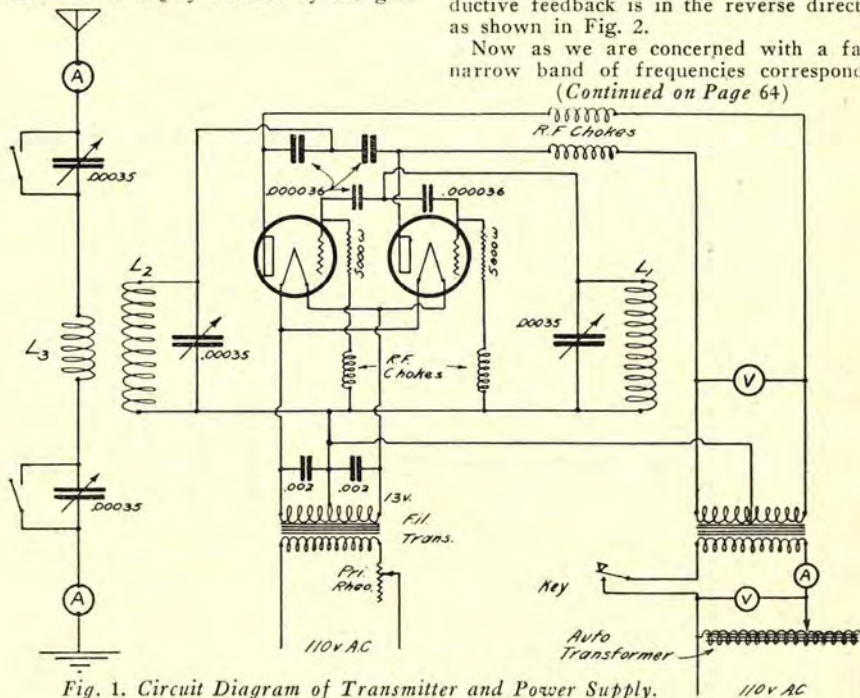 ductive feedback is in the reverse direct
as shown in Fig. 2.
Now as we are concerned with a fa
narrow band of frequencies correspond
(Continued on Page 64)
A
.00035
R.F. Chokes
.000036
.000036
5000 ω
5000 ω
L2
L1
L3
.00035
.00035
R.F.
Chokes
V
.002
.002
13v.
Fil.
Trans.
.00035
Pri.
Rheo.
Key
A
V
A
110v A.C
Auto
Transformer
110v AC
Fig. 1. Circuit Diagram of Transmitter and Power Supply.